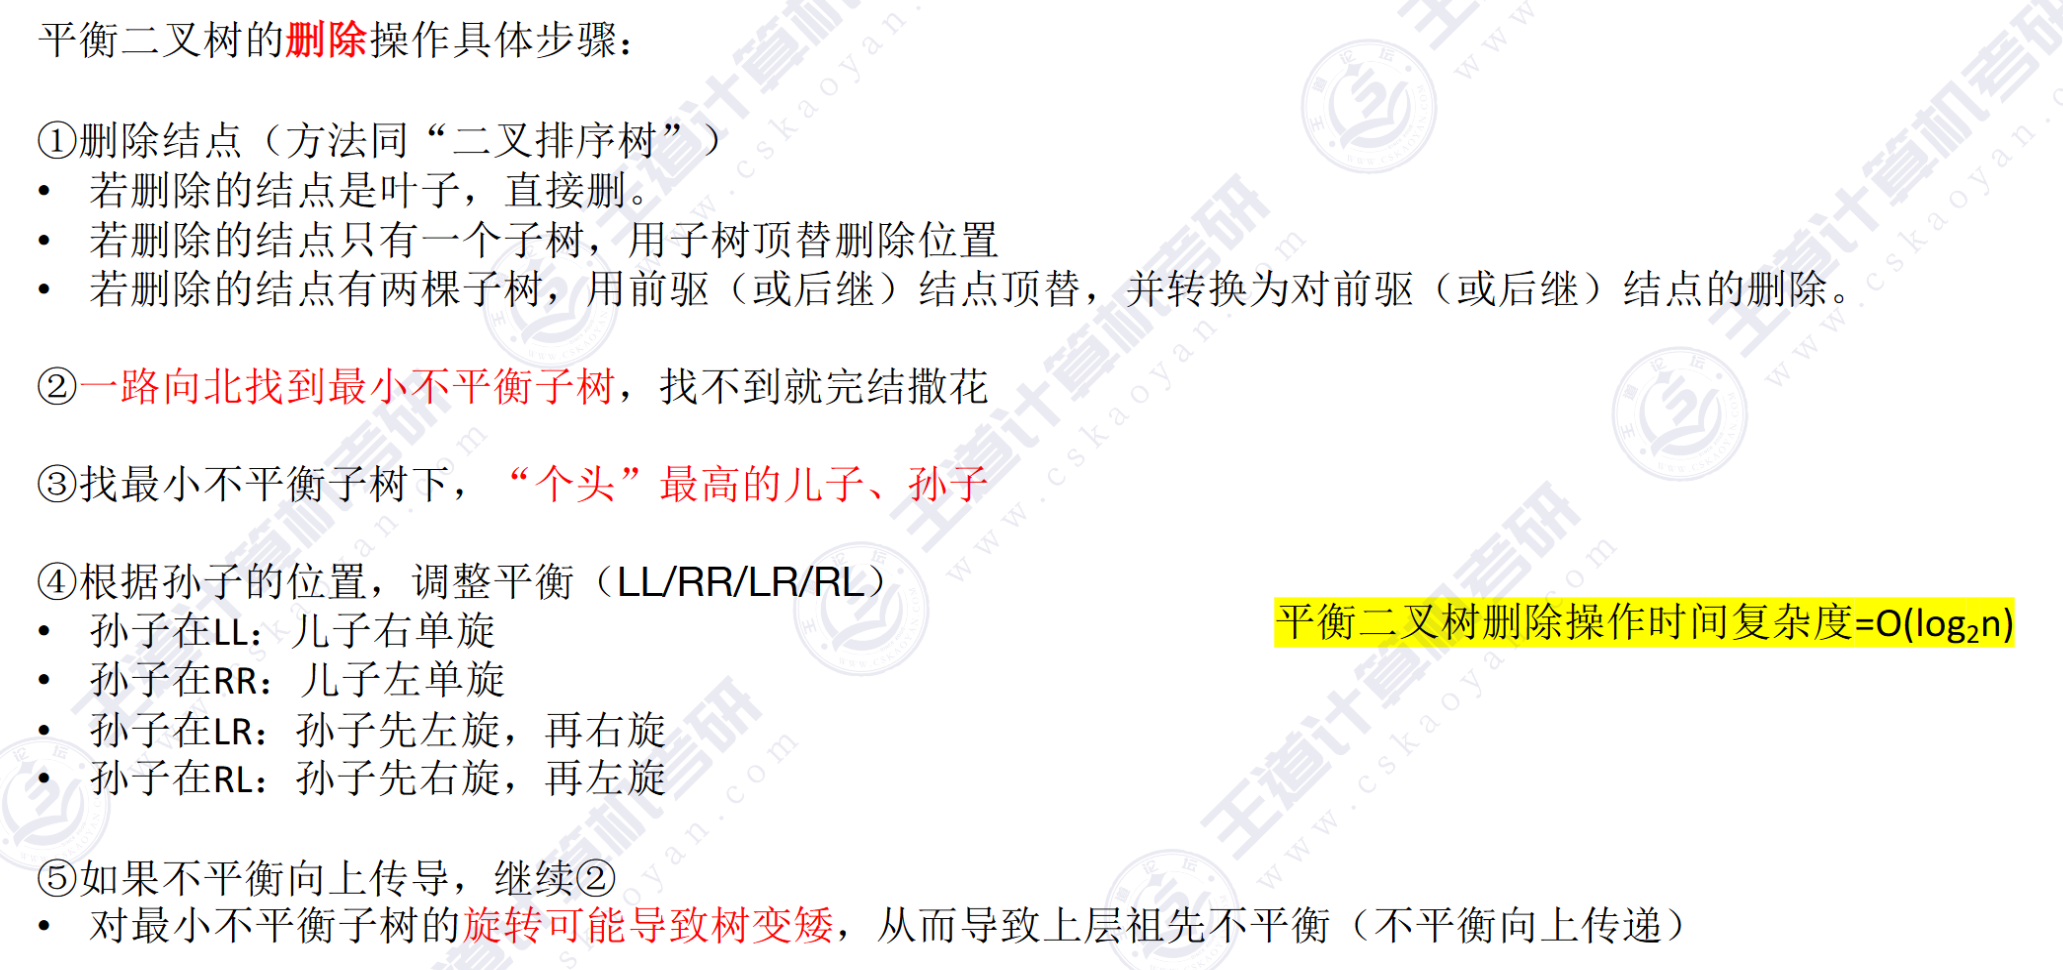 平衡二叉树的删除操作具体步骤：
①删除结点（方法同“二叉排序树”）
• 若删除的结点是叶子，直接删。
• 若删除的结点只有一个子树，用子树顶替删除位置
• 若删除的结点有两棵子树，用前驱（或后继）结点顶替，并转换为对前驱（或后继）结点的删除。
②一路向北找到最小不平衡子树，找不到就完结撒花
③找最小不平衡子树下，“个头”最高的儿子、孙子
④根据孙子的位置，调整平衡（LL/RR/LR/RL）
• 孙子在LL：儿子右单旋
• 孙子在RR：儿子左单旋
• 孙子在LR：孙子先左旋，再右旋
• 孙子在RL：孙子先右旋，再左旋
平衡二叉树删除操作时间复杂度=O(log₂n)
⑤如果不平衡向上传导，继续②
• 对最小不平衡子树的旋转可能导致树变矮，从而导致上层祖先不平衡（不平衡向上传递）
王道计算机考研
www.cskaoyan.com